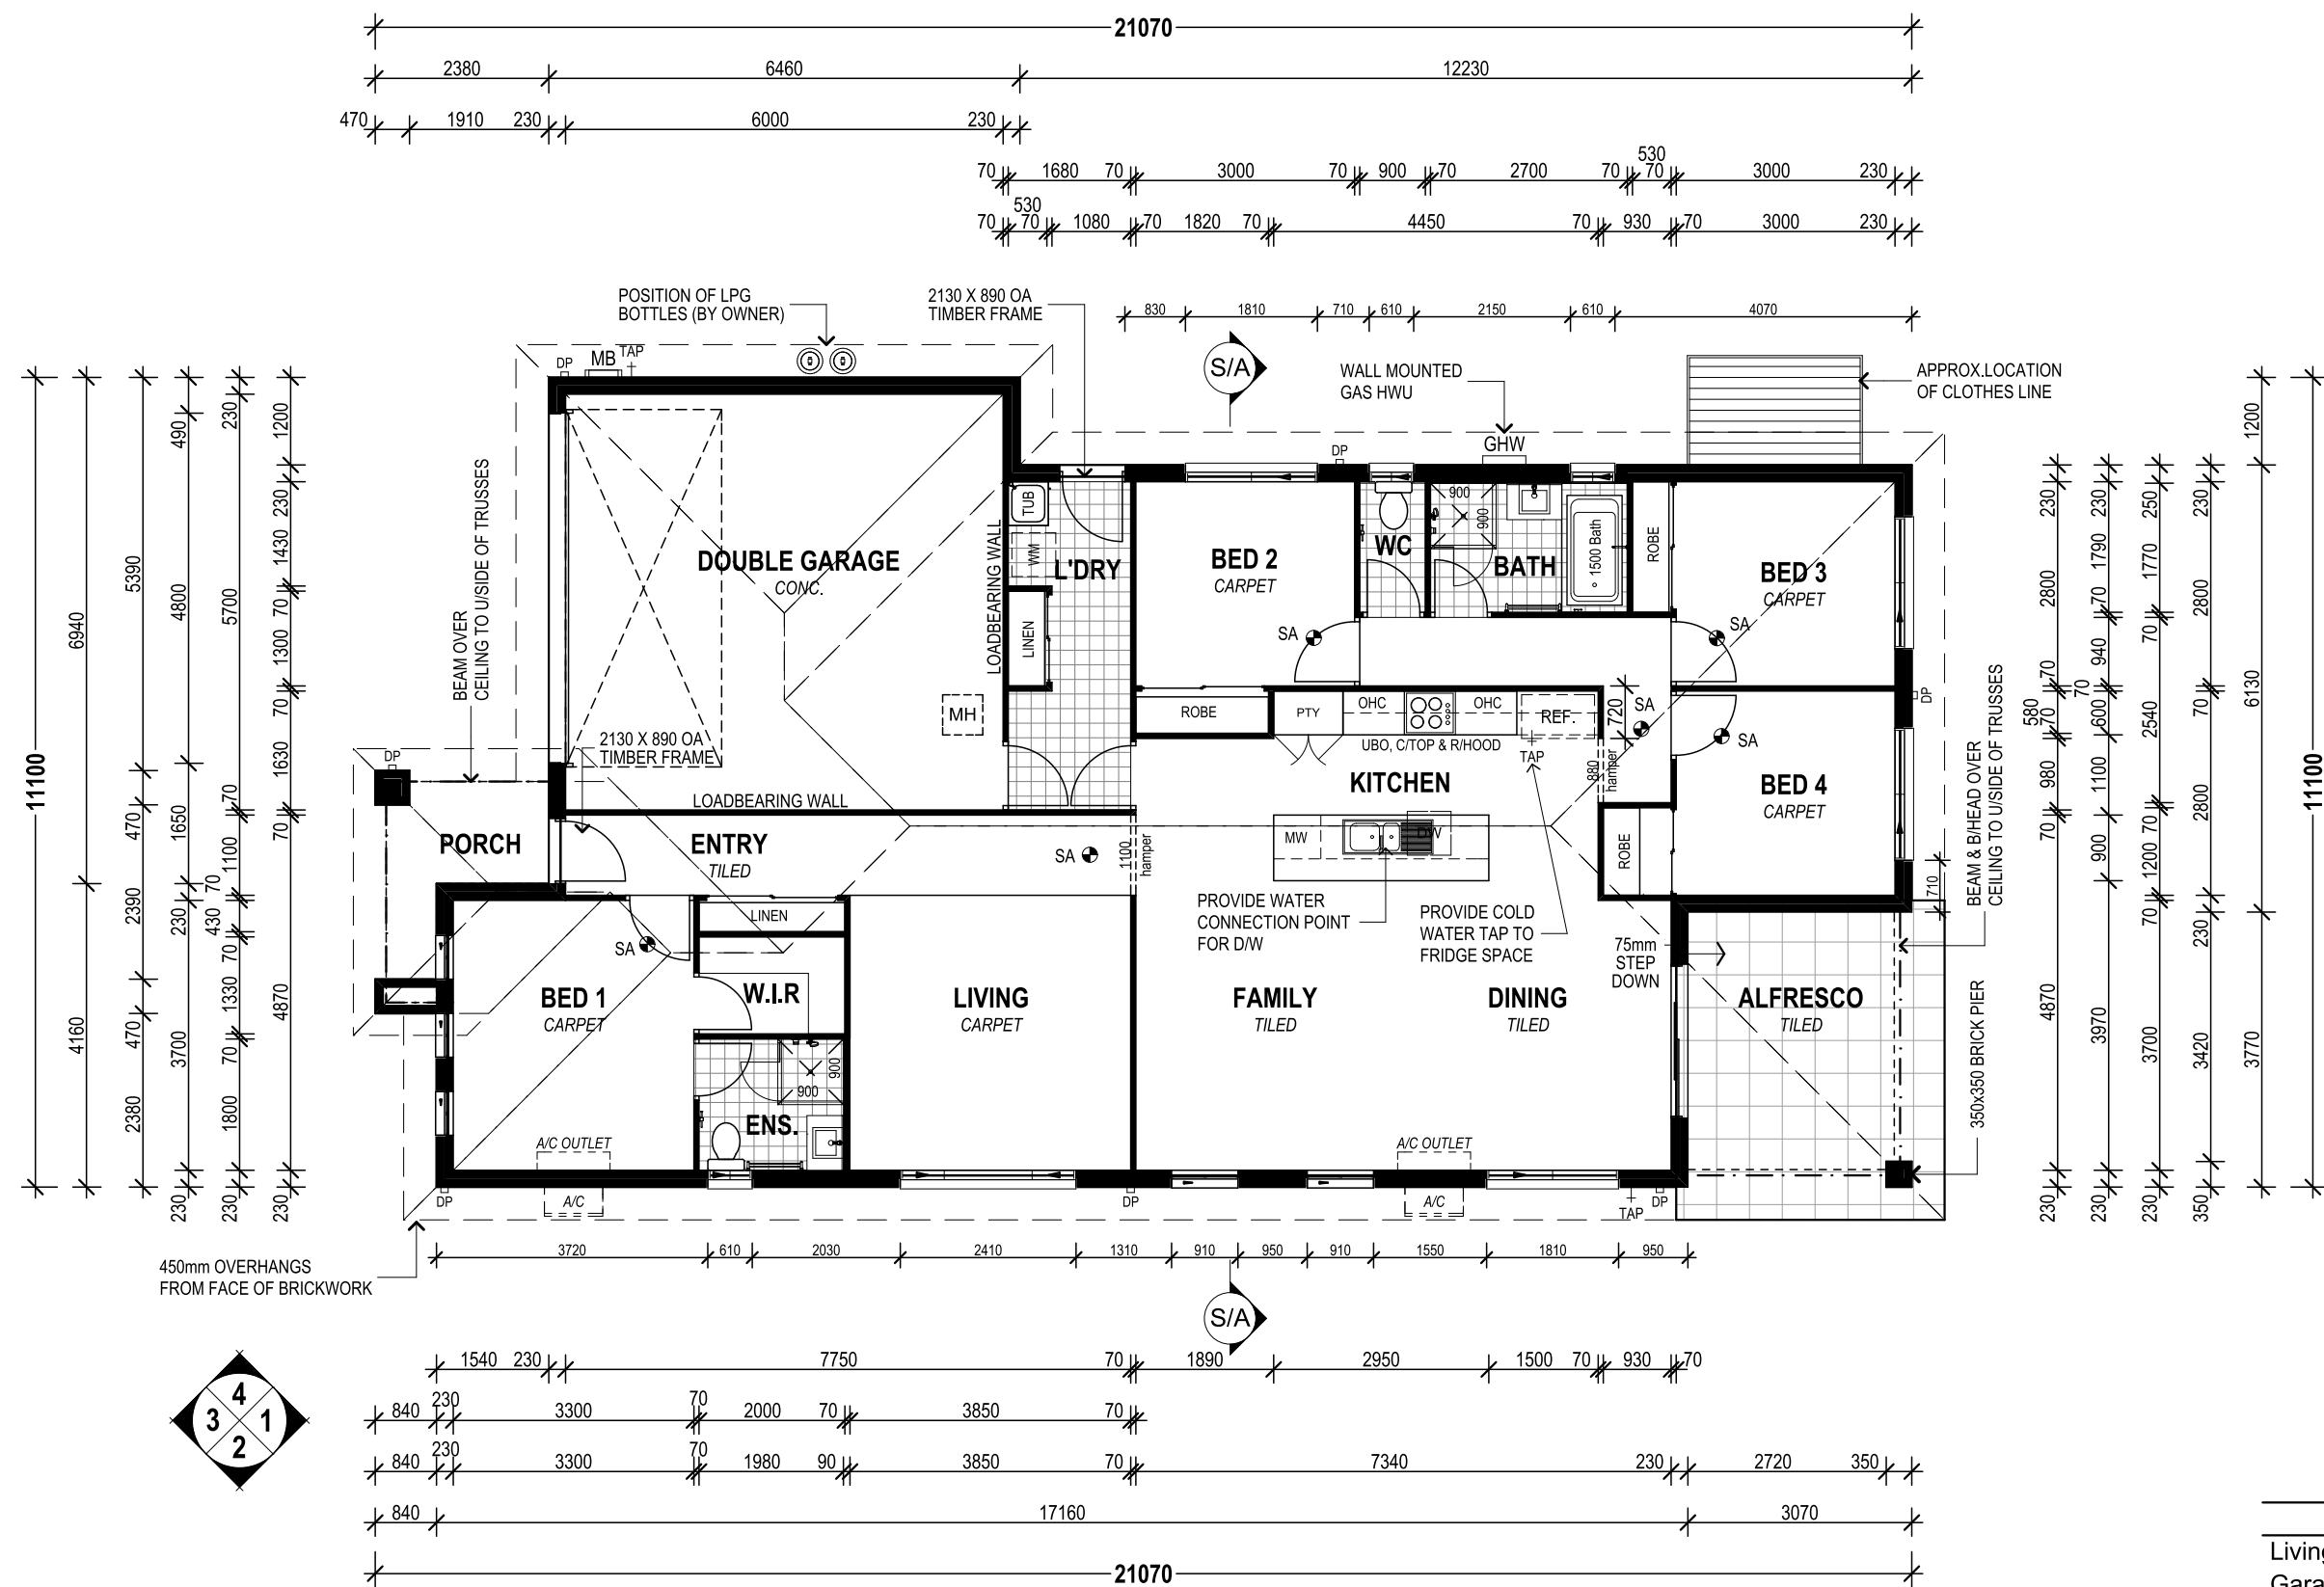 21070
2380 6460 12230
470 1910 230 6000 230
530
70 1680 70 3000 70 900 70 2700 70 70 3000 230
530
70 70 1080 70 1820 70 4450 70 930 70 3000 230
POSITION OF LPG
BOTTLES (BY OWNER)
2130 X 890 OA
TIMBER FRAME
830 1810 710 610 2150 610 4070
S/A
WALL MOUNTED
GAS HWU
APPROX.LOCATION
OF CLOTHES LINE
DP MB TAP
GHW
DP
11100
6940 4160
5390 470 2390 470 2380
490 4800 1650 230 3700 230
230 5700 70 1100 70 430 70 1330 70 1800 230
1200 230 1430 70 1300 70 1630 70 4870 230
BEAM OVER
CEILING TO U/SIDE OF TRUSSES
DOUBLE GARAGE
CONC.
LOADBEARING WALL
TUB
WM
L'DRY
LINEN
MH
BED 2
CARPET
SA
ROBE
WC
900
900
BATH
1500 Bath
ROBE
BED 3
CARPET
SA
SA
SA
DP
PTY
OHC
OHC
REF.
720
UBO, C/TOP & R/HOOD
TAP
880
hamper
KITCHEN
BED 4
CARPET
ROBE
2130 X 890 OA
TIMBER FRAME
DP
LOADBEARING WALL
PORCH
ENTRY
TILED
SA
1100
hamper
MW
D/W
LINEN
PROVIDE WATER
CONNECTION POINT
FOR D/W
PROVIDE COLD
WATER TAP TO
FRIDGE SPACE
75mm
STEP
DOWN
710
BEAM & B/HEAD OVER
CEILING TO U/SIDE OF TRUSSES
SA
BED 1
CARPET
W.I.R
LIVING
CARPET
FAMILY
TILED
DINING
TILED
ALFRESCO
TILED
350x350 BRICK PIER
900
900
ENS.
A/C OUTLET
A/C OUTLET
DP
A/C
DP
A/C
TAP
DP
230 2800 70 580 70 980 70 4870 230
230 1790 70 940 70 600 1100 900 3970 230
250 1770 70 2540 70 1200 70 3700 230
230 2800 70 2800 230 3420 350
1200 6130 3770
11100
450mm OVERHANGS
FROM FACE OF BRICKWORK
3720 610 2030 2410 1310 910 950 910 1550 1810 950
S/A
1540 230 7750 70 1890 2950 1500 70 930 70
4
3 1
2
230 70
840 3300 2000 70 3850 70
230 70
840 3300 1980 90 3850 70 7340 230 2720 350
840 17160 3070
21070